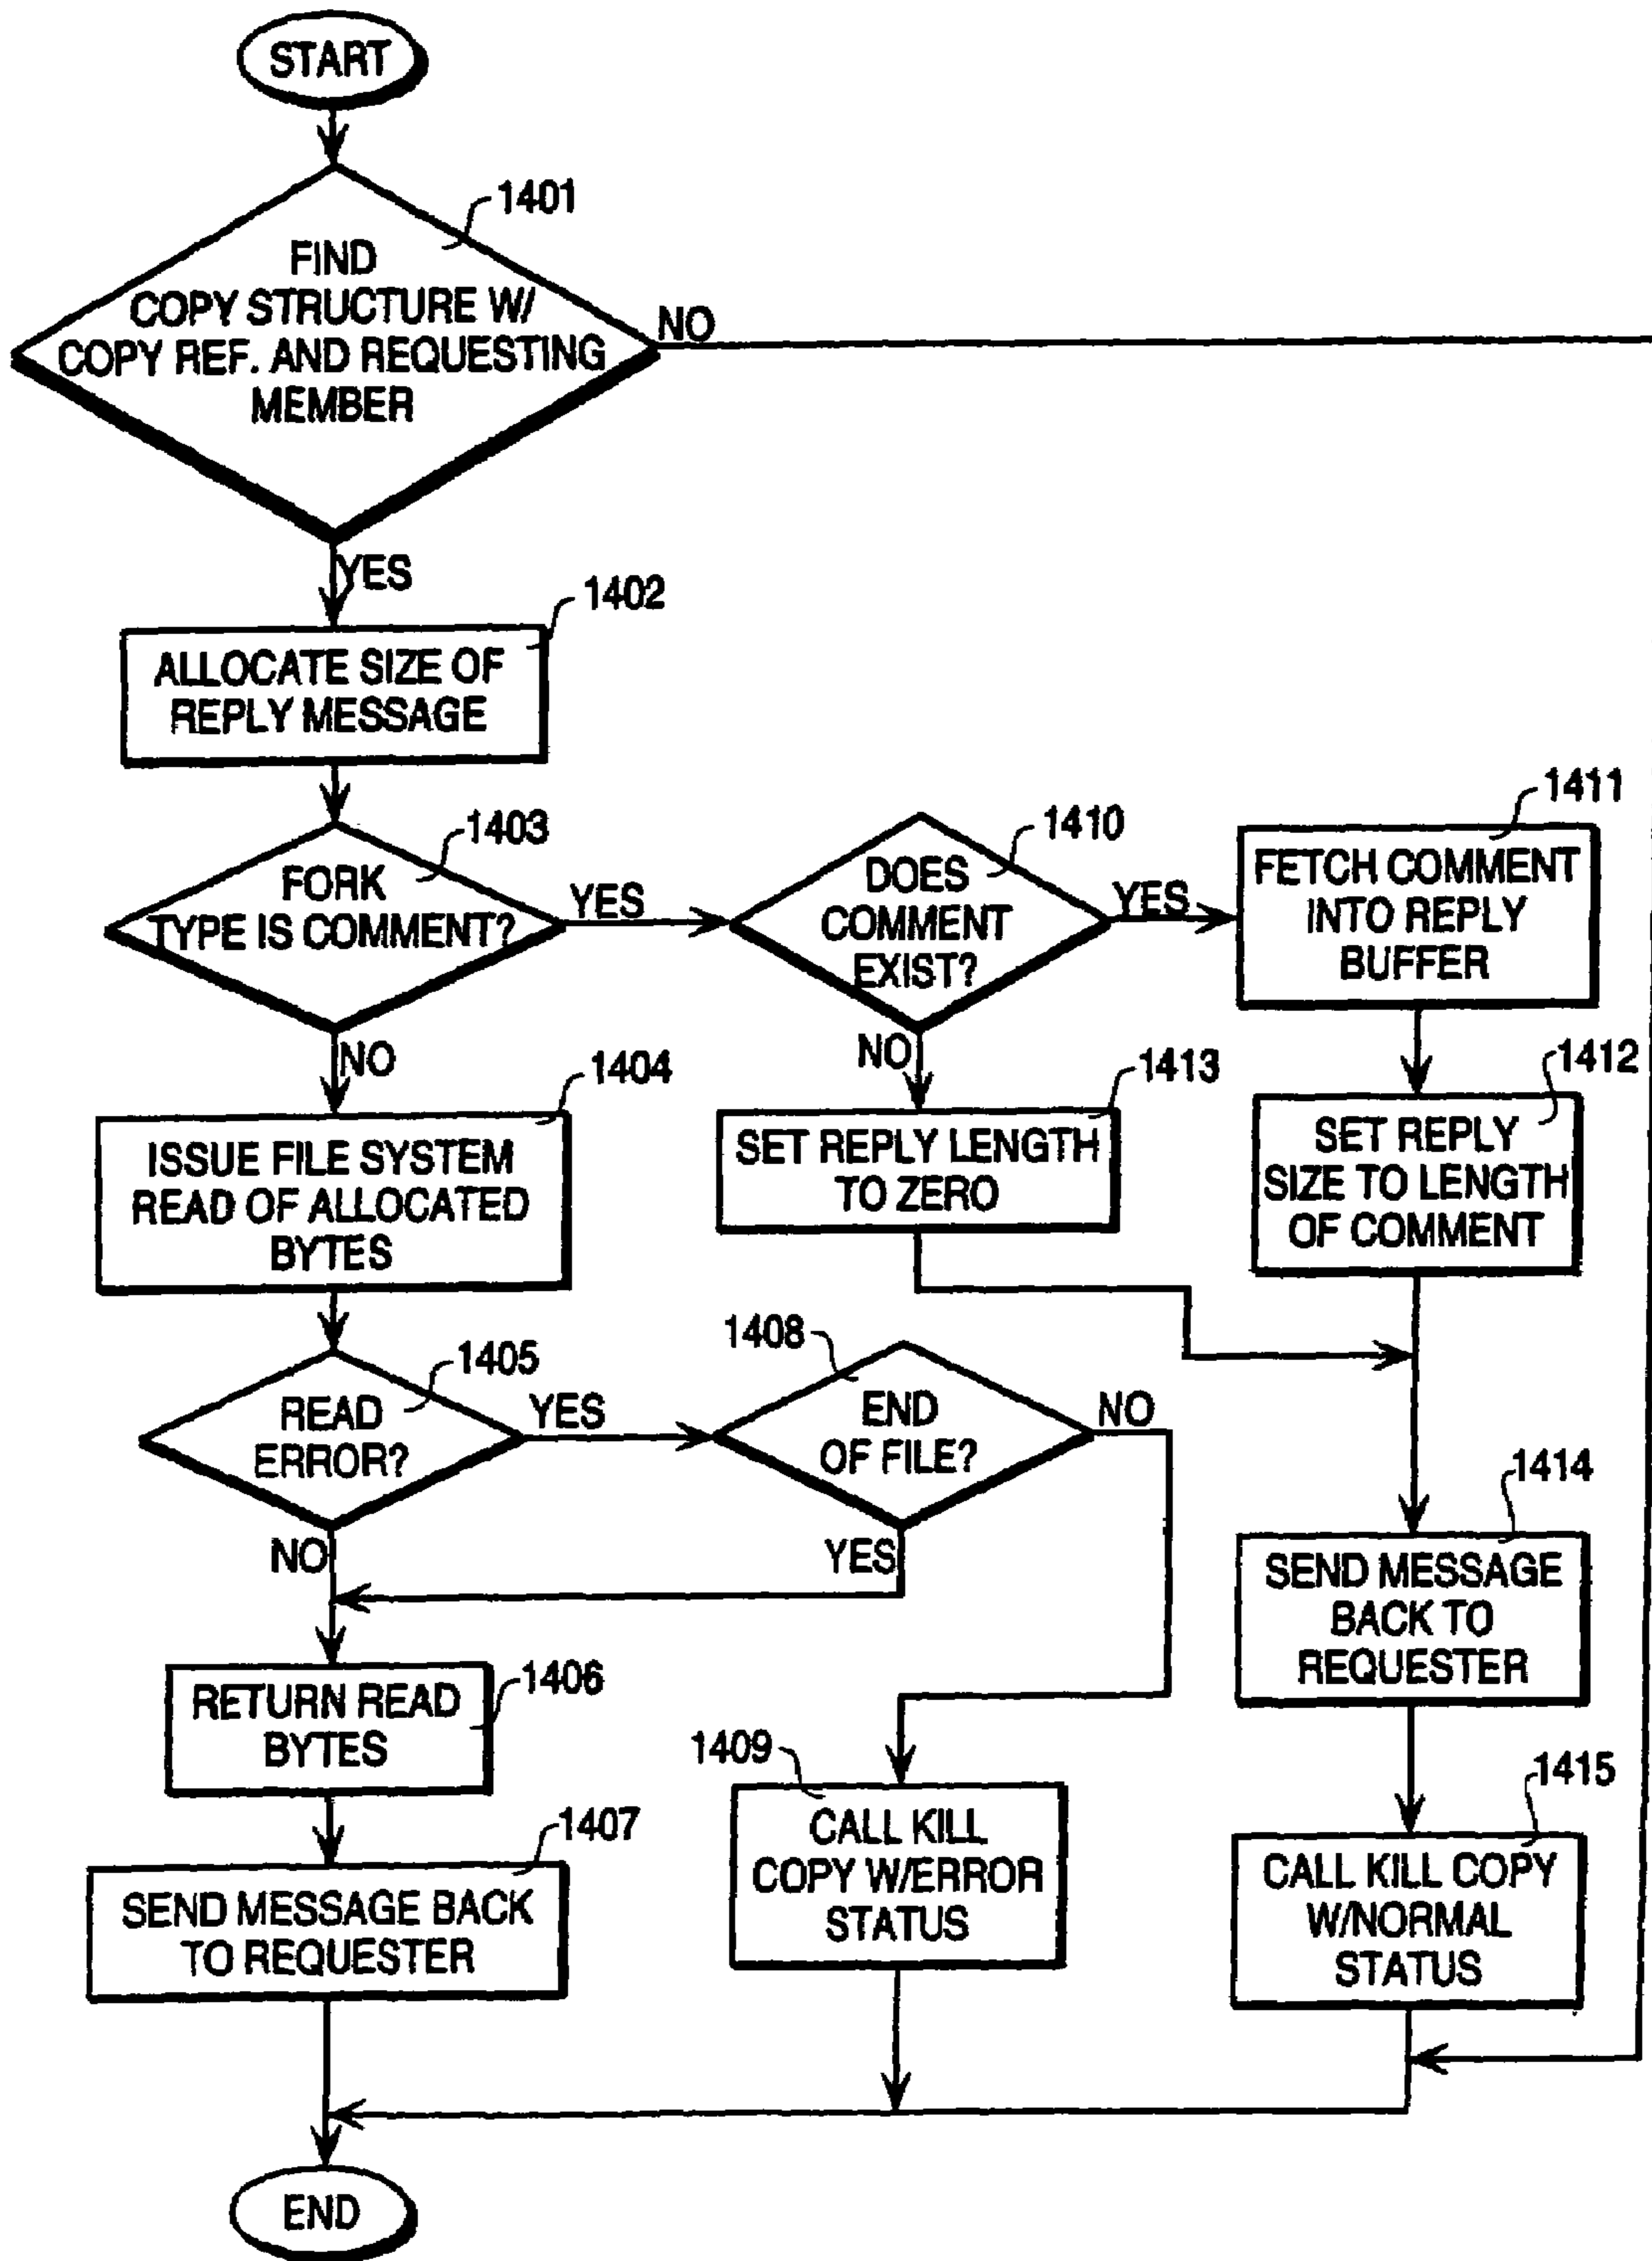 START
1401
FIND
COPY STRUCTURE W/
COPY REF. AND REQUESTING
MEMBER
NO
YES
1402
ALLOCATE SIZE OF
REPLY MESSAGE
1403
FORK
TYPE IS COMMENT?
YES
1410
DOES
COMMENT
EXIST?
YES
1411
FETCH COMMENT
INTO REPLY
BUFFER
NO
1404
ISSUE FILE SYSTEM
READ OF ALLOCATED
BYTES
NO
1413
SET REPLY LENGTH
TO ZERO
1412
SET REPLY
SIZE TO LENGTH
OF COMMENT
1405
READ
ERROR?
YES
1408
END
OF FILE?
NO
NO
YES
1414
SEND MESSAGE
BACK TO
REQUESTER
1406
RETURN READ
BYTES
1407
SEND MESSAGE BACK
TO REQUESTER
1409
CALL KILL
COPY W/ERROR
STATUS
1415
CALL KILL COPY
W/NORMAL
STATUS
END